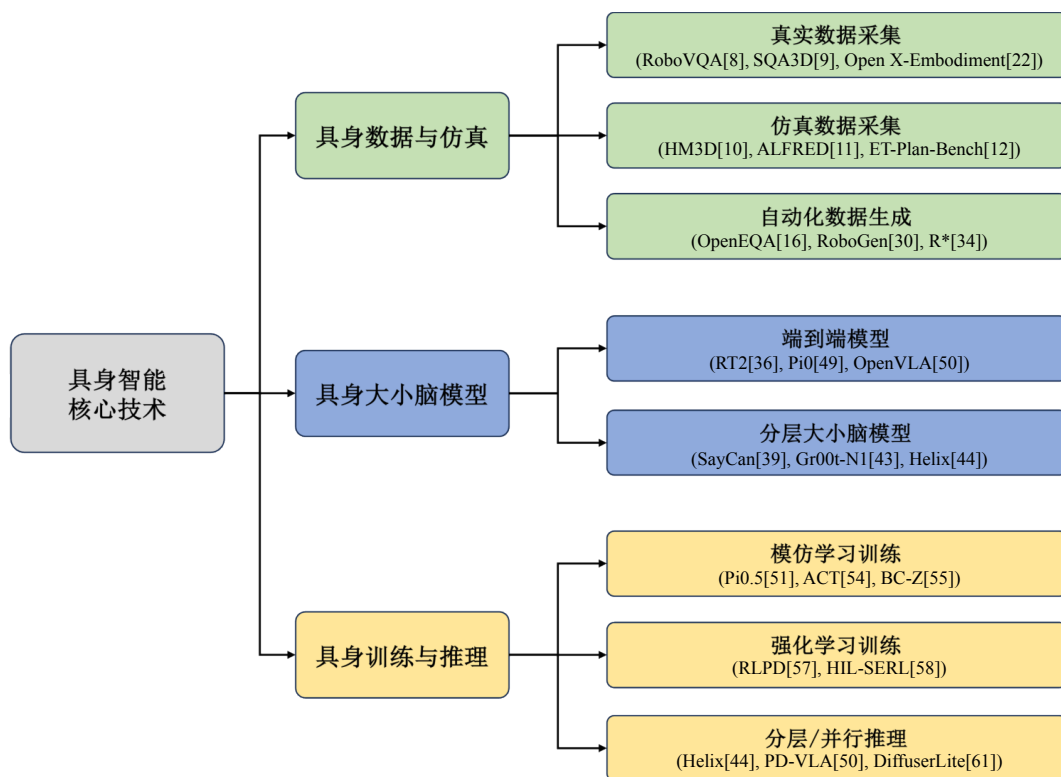 具身智能
核心技术
具身数据与仿真
真实数据采集
(RoboVQA[8], SQA3D[9], Open X-Embodiment[22])
仿真数据采集
(HM3D[10], ALFRED[11], ET-Plan-Bench[12])
自动化数据生成
(OpenEQA[16], RoboGen[30], R*[34])
具身大小脑模型
端到端模型
(RT2[36], Pi0[49], OpenVLA[50])
分层大小脑模型
(SayCan[39], Gr00t-N1[43], Helix[44])
具身训练与推理
模仿学习训练
(Pi0.5[51], ACT[54], BC-Z[55])
强化学习训练
(RLPD[57], HIL-SERL[58])
分层/并行推理
(Helix[44], PD-VLA[50], DiffuserLite[61])